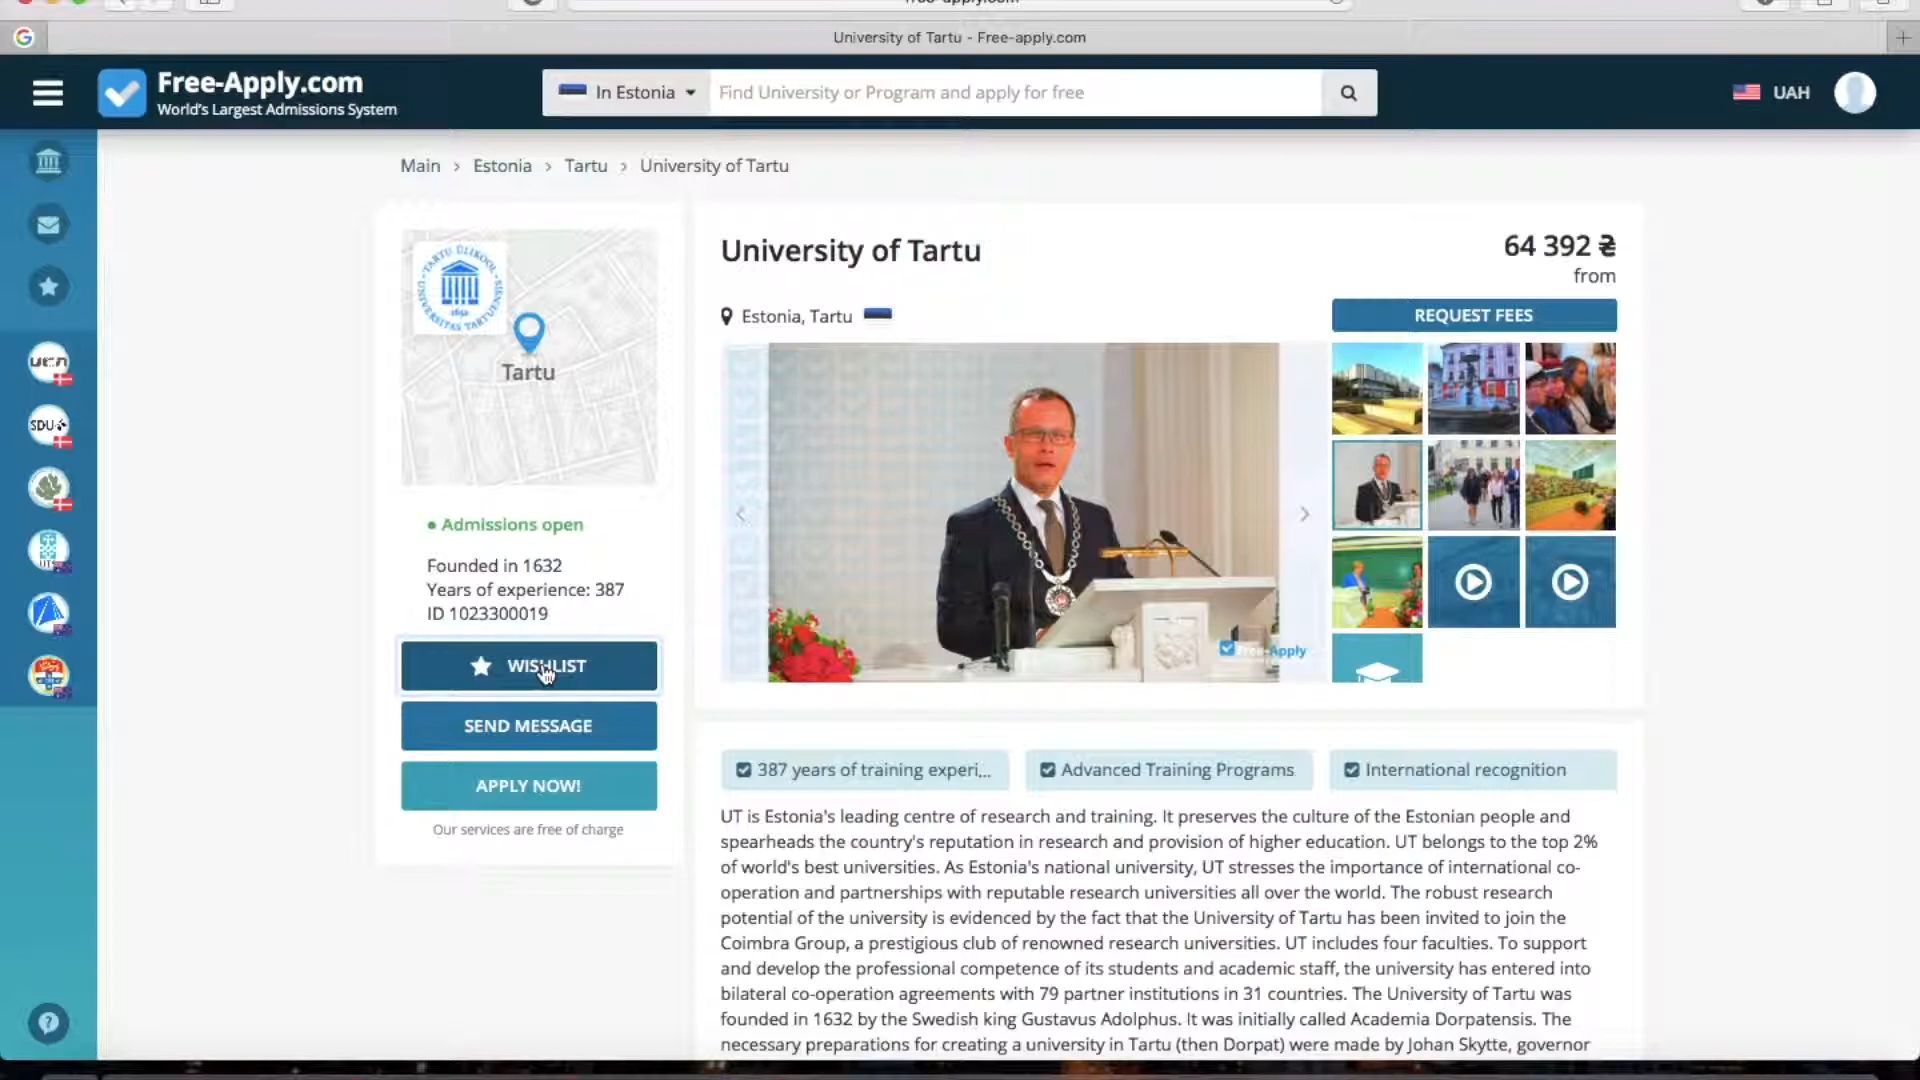 University of Tartu - Free-apply.com
Free-Apply.com
World's Largest Admissions System
In Estonia
Find University or Program and apply for free
UAH
Main > Estonia > Tartu > University of Tartu
TARTU ÜLIKOOL
UNIVERSITAS TARTUENSIS
1632
Tartu
• Admissions open
Founded in 1632
Years of experience: 387
ID 1023300019
WISHLIST
SEND MESSAGE
APPLY NOW!
Our services are free of charge
ucn
SDU
UTS
University of Tartu
64 392 ₴
from
Estonia, Tartu
REQUEST FEES
Free-Apply
387 years of training experi...
Advanced Training Programs
International recognition
UT is Estonia's leading centre of research and training. It preserves the culture of the Estonian people and
spearheads the country's reputation in research and provision of higher education. UT belongs to the top 2%
of world's best universities. As Estonia's national university, UT stresses the importance of international co-
operation and partnerships with reputable research universities all over the world. The robust research
potential of the university is evidenced by the fact that the University of Tartu has been invited to join the
Coimbra Group, a prestigious club of renowned research universities. UT includes four faculties. To support
and develop the professional competence of its students and academic staff, the university has entered into
bilateral co-operation agreements with 79 partner institutions in 31 countries. The University of Tartu was
founded in 1632 by the Swedish king Gustavus Adolphus. It was initially called Academia Dorpatensis. The
necessary preparations for creating a university in Tartu (then Dorpat) were made by Johan Skytte, governor